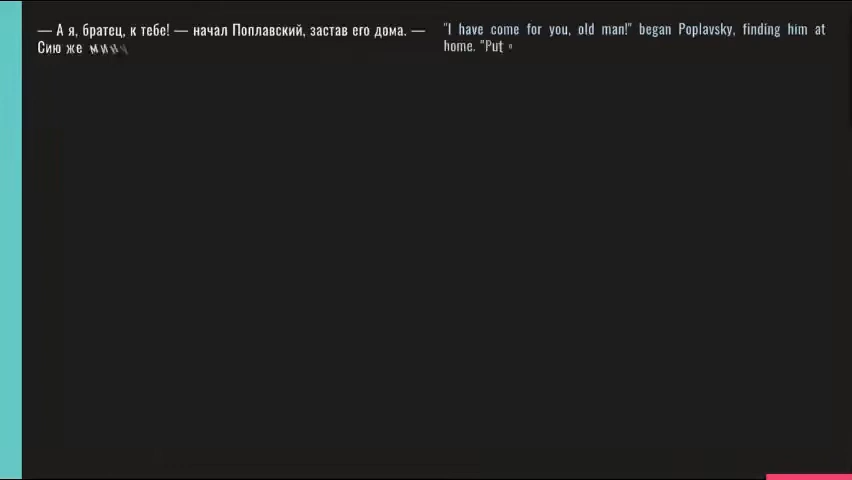 — А я, братец, к тебе! — начал Поплавский, застав его дома. —
Сию же
"I have come for you, old man!" began Poplavsky, finding him at
home. "Put